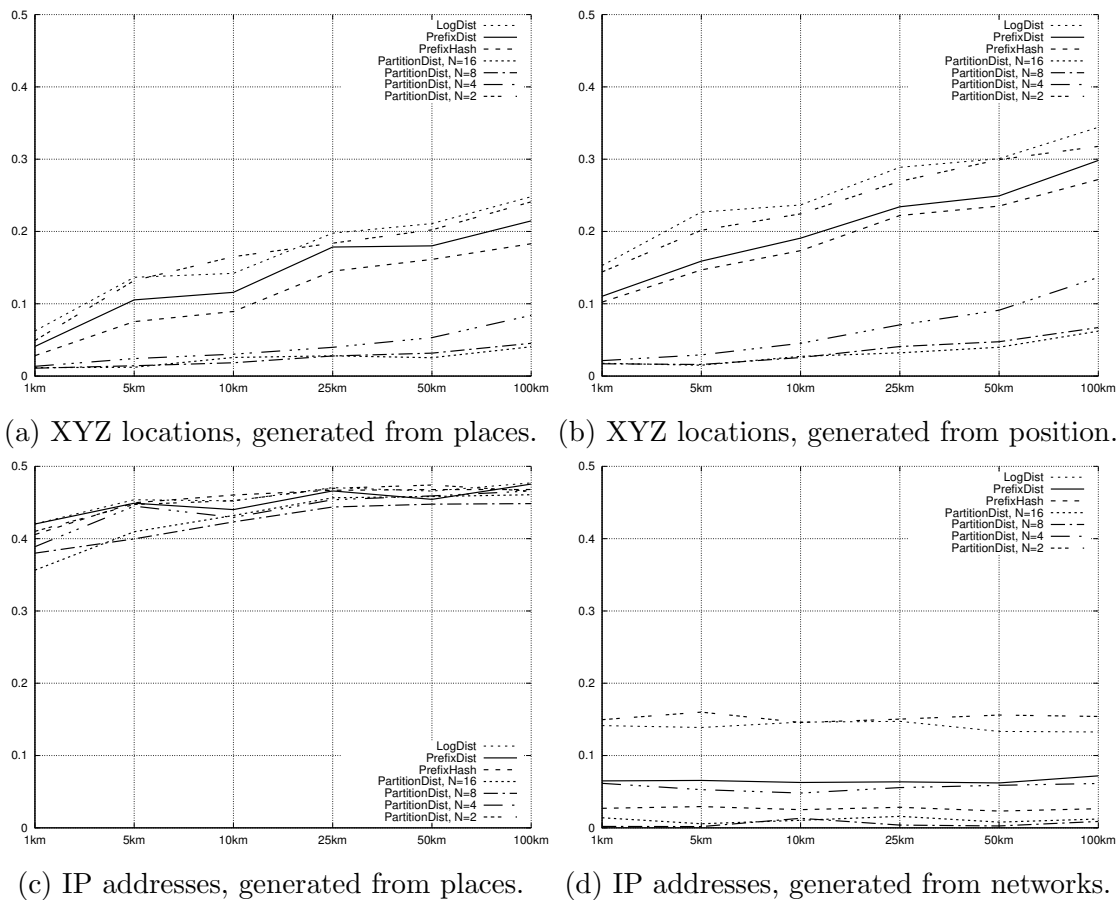 0.5
0.4
0.3
0.2
0.1
0
1km 5km 10km 25km 50km 100km
LogDist
PrefixDist
PrefixHash
PartitionDist, N=16
PartitionDist, N=8
PartitionDist, N=4
PartitionDist, N=2
(a) XYZ locations, generated from places.
0.5
0.4
0.3
0.2
0.1
0
1km 5km 10km 25km 50km 100km
LogDist
PrefixDist
PrefixHash
PartitionDist, N=16
PartitionDist, N=8
PartitionDist, N=4
PartitionDist, N=2
(b) XYZ locations, generated from position.
0.5
0.4
0.3
0.2
0.1
0
1km 5km 10km 25km 50km 100km
LogDist
PrefixDist
PrefixHash
PartitionDist, N=16
PartitionDist, N=8
PartitionDist, N=4
PartitionDist, N=2
(c) IP addresses, generated from places.
0.5
0.4
0.3
0.2
0.1
0
1km 5km 10km 25km 50km 100km
LogDist
PrefixDist
PrefixHash
PartitionDist, N=16
PartitionDist, N=8
PartitionDist, N=4
PartitionDist, N=2
(d) IP addresses, generated from networks.